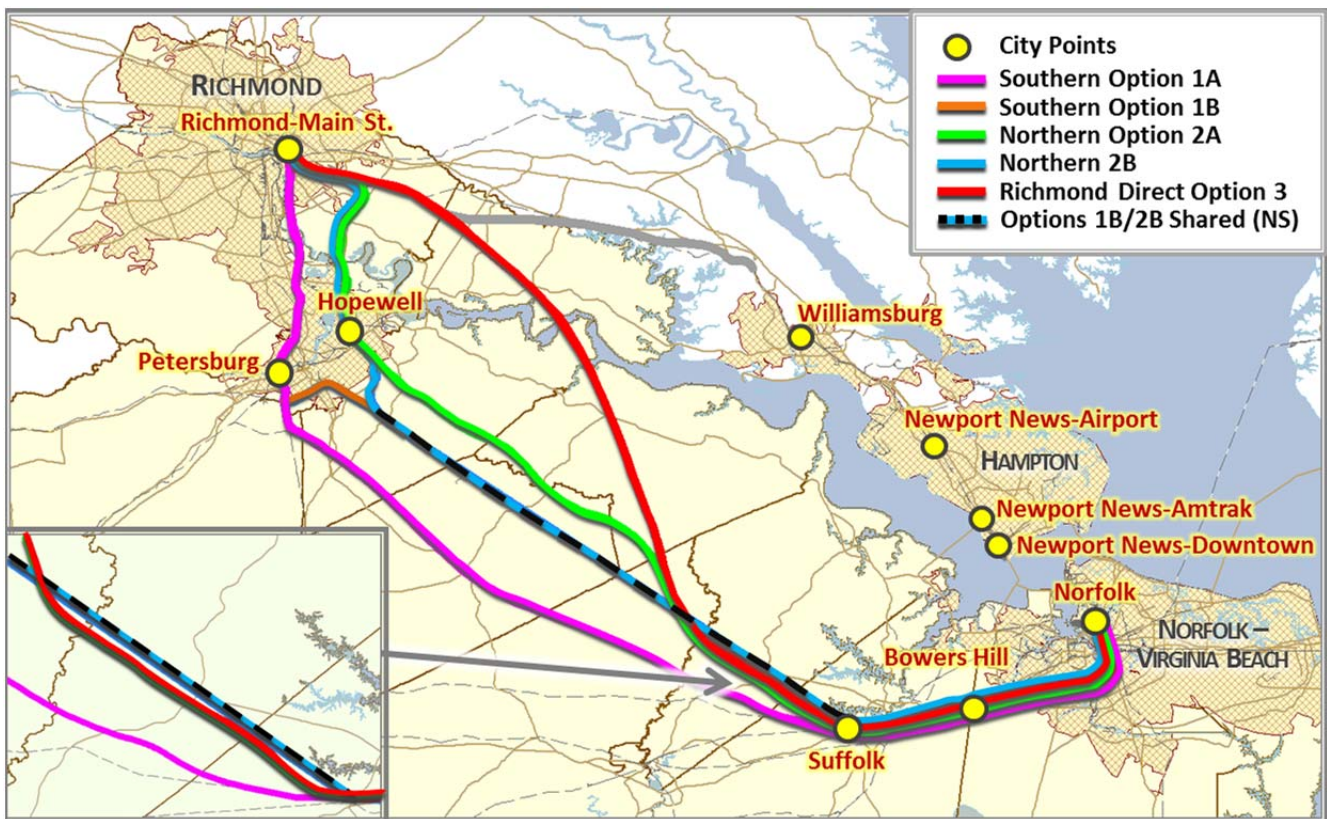 City Points
Southern Option 1A
Southern Option 1B
Northern Option 2A
Northern 2B
Richmond Direct Option 3
Options 1B/2B Shared (NS)
RICHMOND
Richmond-Main St.
Hopewell
Petersburg
Williamsburg
Newport News-Airport
HAMPTON
Newport News-Amtrak
Newport News-Downtown
Norfolk
NORFOLK –
VIRGINIA BEACH
Bowers Hill
Suffolk